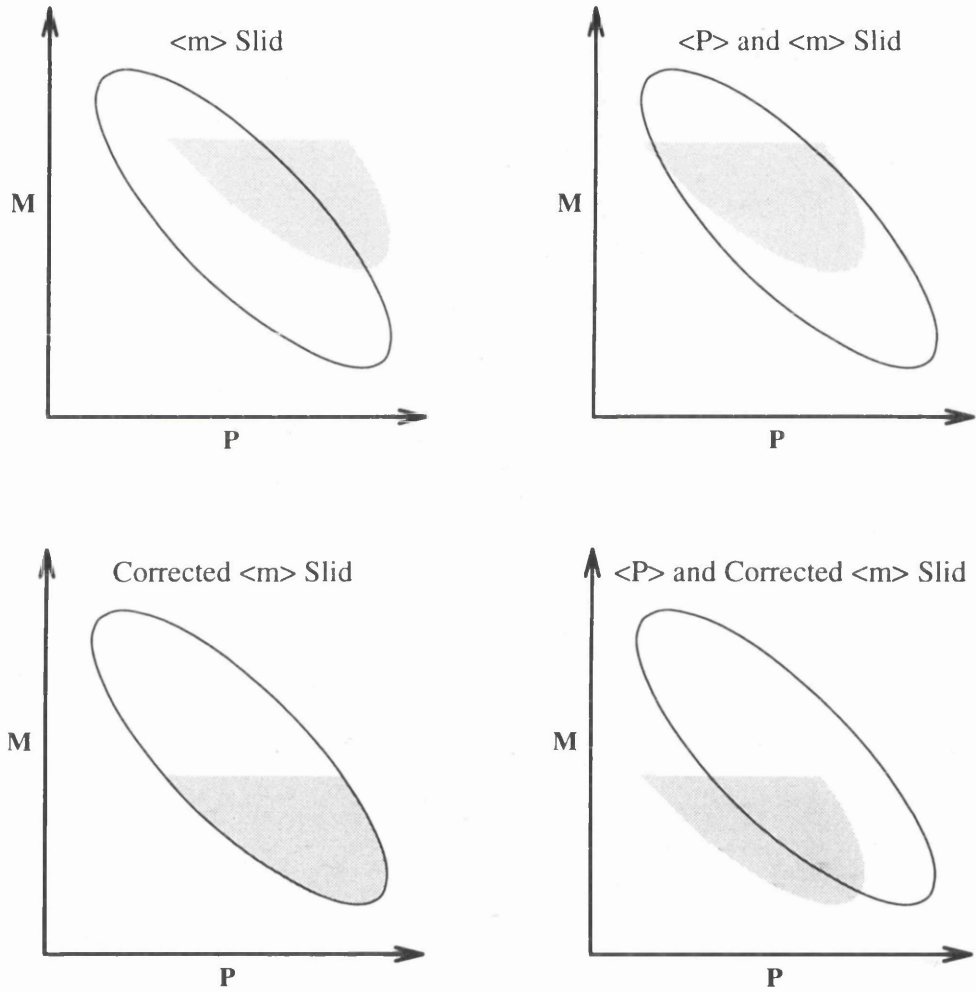 <m> Slid
<P> and <m> Slid
M
P
M
P
Corrected <m> Slid
<P> and Corrected <m> Slid
M
P
M
P